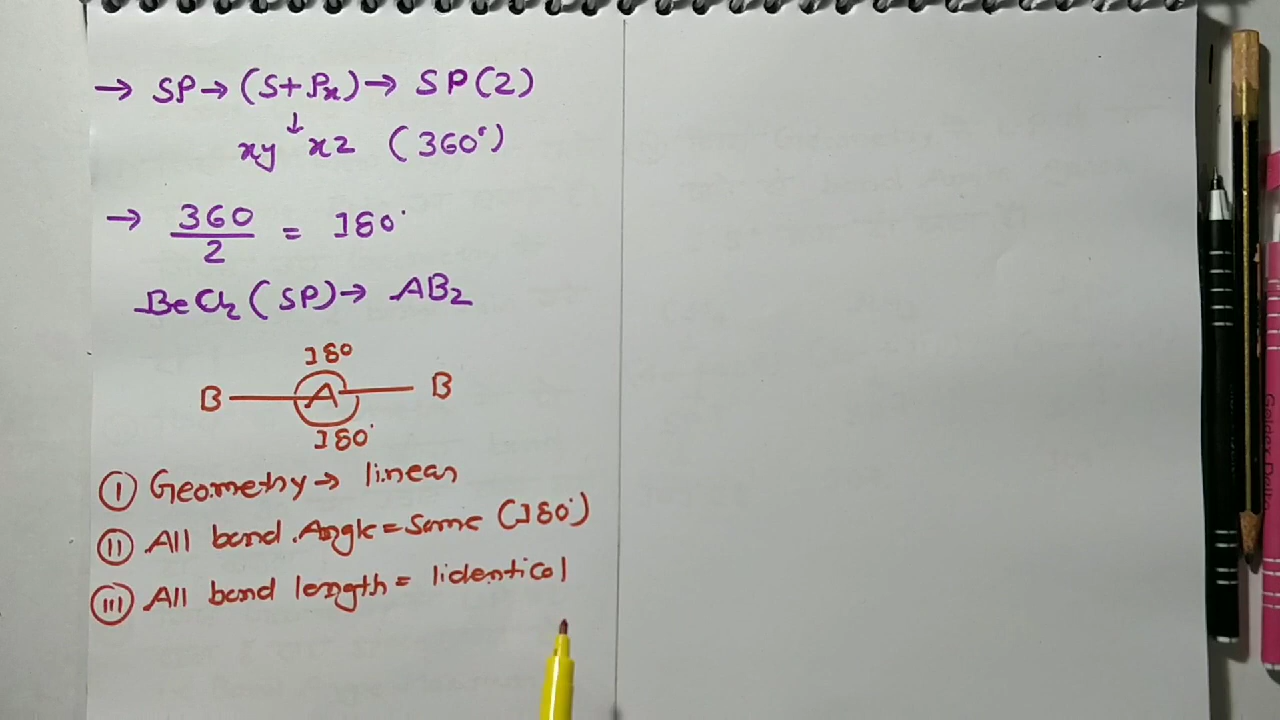 → SP → (S+Px) → SP(2)
↓
xy xz (360°)
→ 360/2 = 180°
BeCl2 (SP) → AB2
180
B A B
180°
(I) Geometry → linear
(II) All bond Angle = Same (180°)
(III) All bond length = Iidentical